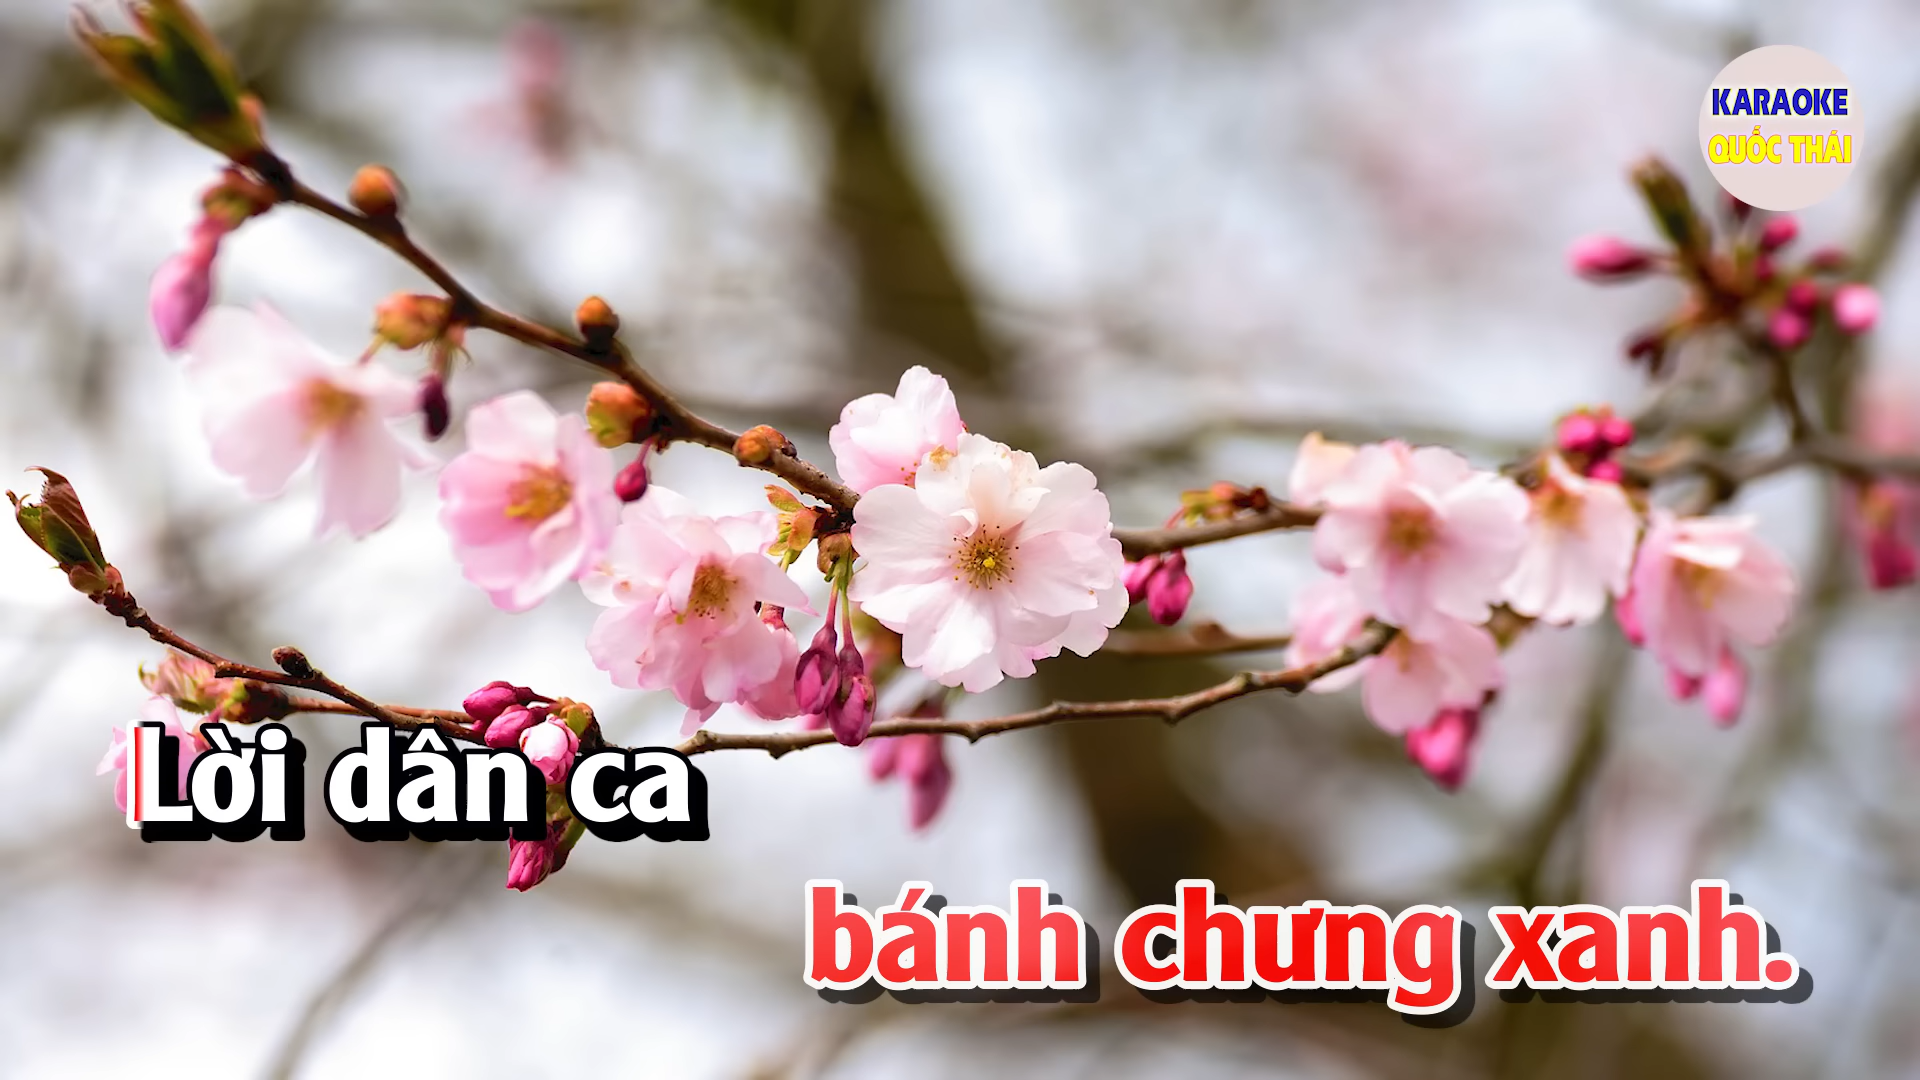 KARAOKE
QUỐC THÁI
Lời dân ca
bánh chưng xanh.